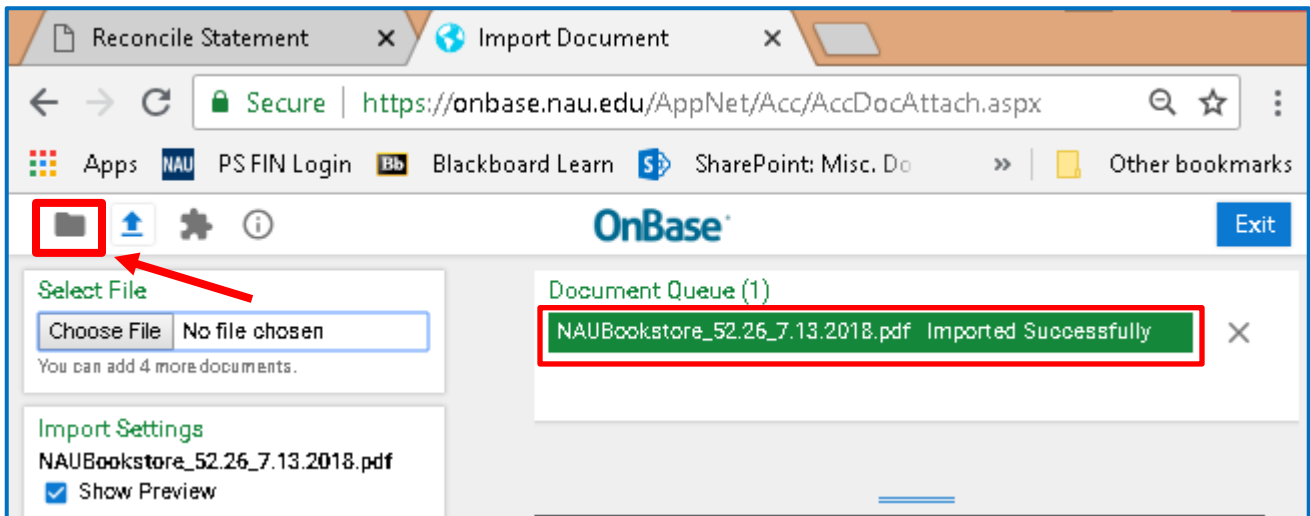 Reconcile Statement
Import Document
Secure | https://onbase.nau.edu/AppNet/Acc/AccDocAttach.aspx
Apps NAU PS FIN Login Bb Blackboard Learn S SharePoint: Misc. Do » Other bookmarks
OnBase
Exit
Select File
Choose File No file chosen
You can add 4 more documents.
Import Settings
NAUBookstore_52.26_7.13.2018.pdf
Show Preview
Document Queue (1)
NAUBookstore_52.26_7.13.2018.pdf Imported Successfully